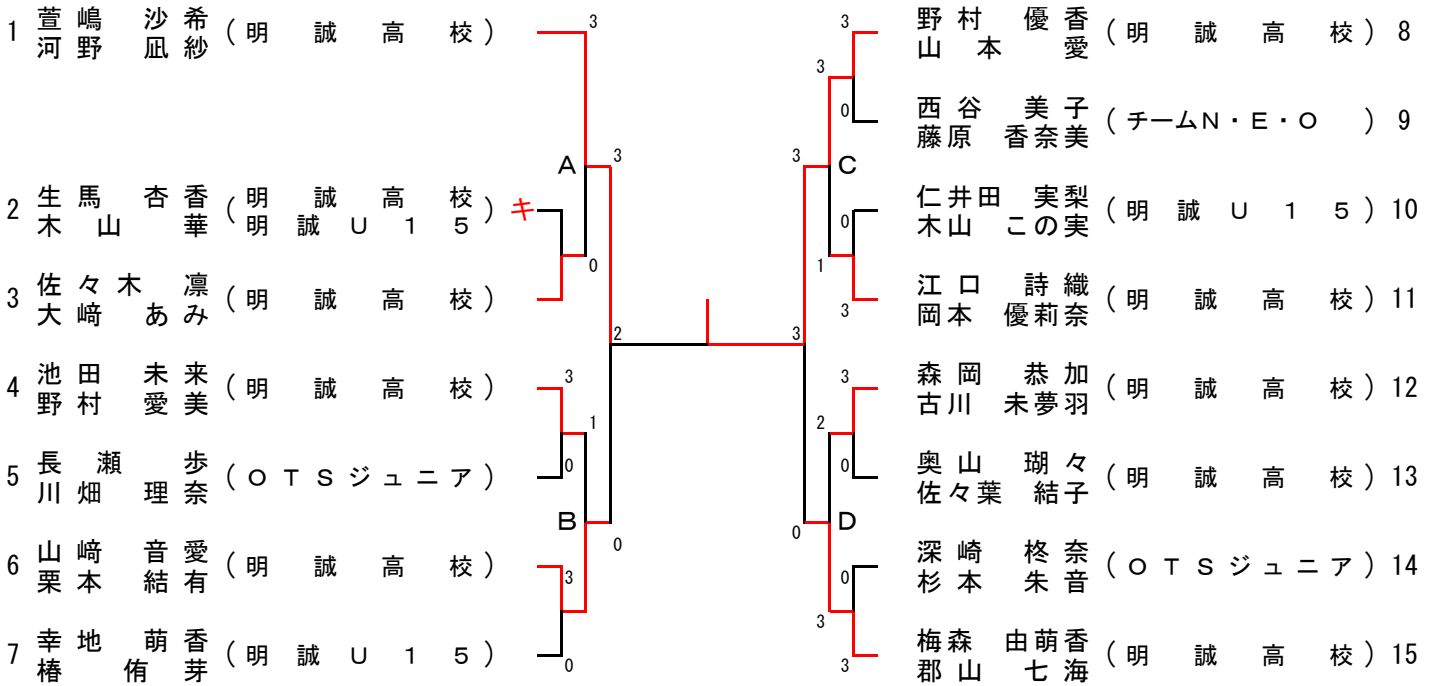 1 萱嶋 沙希 (明誠高校)
河野 凪紗
2 生馬 杏香 (明誠高校) キ
木山 華 明誠U15
3 佐々木 凛 (明誠高校)
大﨑 あみ
4 池田 未来 (明誠高校)
野村 愛美
5 長瀬 歩 (OTSジュニア)
川畑 理奈
6 山﨑 音愛 (明誠高校)
栗本 結有
7 幸地 萌香 (明誠U15)
椿 侑芽
3
A
3
0
2
3
1
0
B
0
3
0
3
3
0
3
C
0
1
3
3
3
2
0
D
0
0
3
3
野村 優香 (明誠高校) 8
山本 愛
西谷 美子 (チームN・E・O) 9
藤原 香奈美
仁井田 実梨 (明誠U15) 10
木山 この実
江口 詩織 (明誠高校) 11
岡本 優莉奈
森岡 恭加 (明誠高校) 12
古川 未夢羽
奥山 瑚々 (明誠高校) 13
佐々葉 結子
深崎 柊奈 (OTSジュニア) 14
杉本 朱音
梅森 由萌香 (明誠高校) 15
郡山 七海